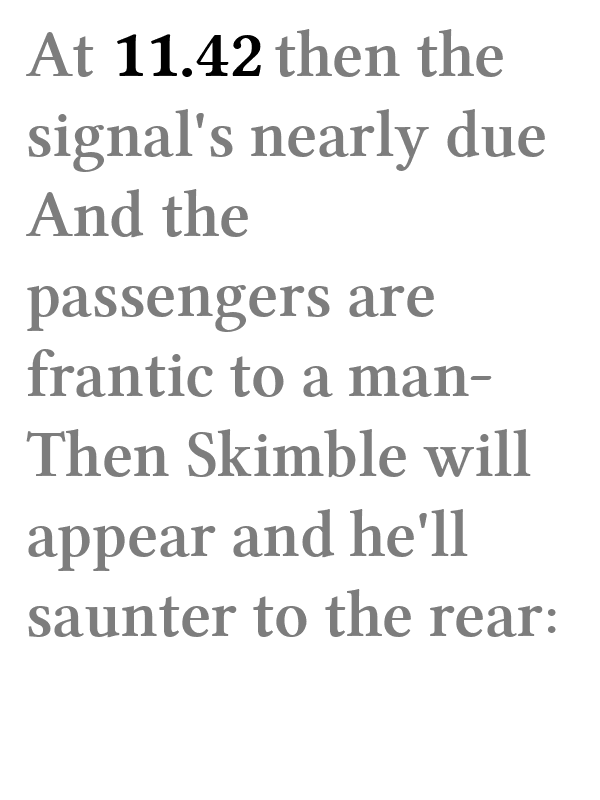 At 11.42 then the
signal's nearly due
And the
passengers are
frantic to a man-
Then Skimble will
appear and he'll
saunter to the rear: